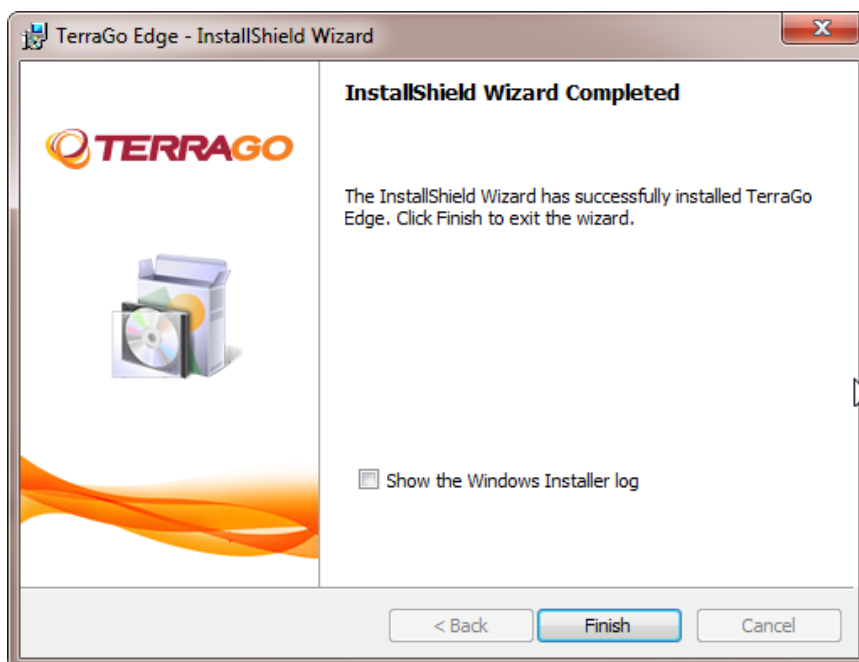 TerraGo Edge - InstallShield Wizard
TERRAGO
InstallShield Wizard Completed
The InstallShield Wizard has successfully installed TerraGo
Edge. Click Finish to exit the wizard.
Show the Windows Installer log
< Back
Finish
Cancel